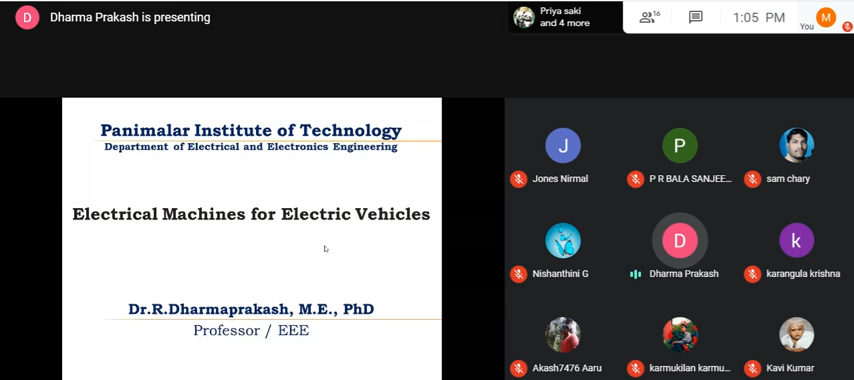 D
Dharma Prakash is presenting
Priya saki
and 4 more
16
1:05 PM
You
M
Panimalar Institute of Technology
Department of Electrical and Electronics Engineering
Electrical Machines for Electric Vehicles
Dr.R.Dharmaprakash, M.E., PhD
Professor / EEE
J
Jones Nirmal
P
P R BALA SANJEE...
sam chary
Nishanthini G
D
Dharma Prakash
k
karangula krishna
Akash7476 Aaru
karmukilan karmu...
Kavi Kumar